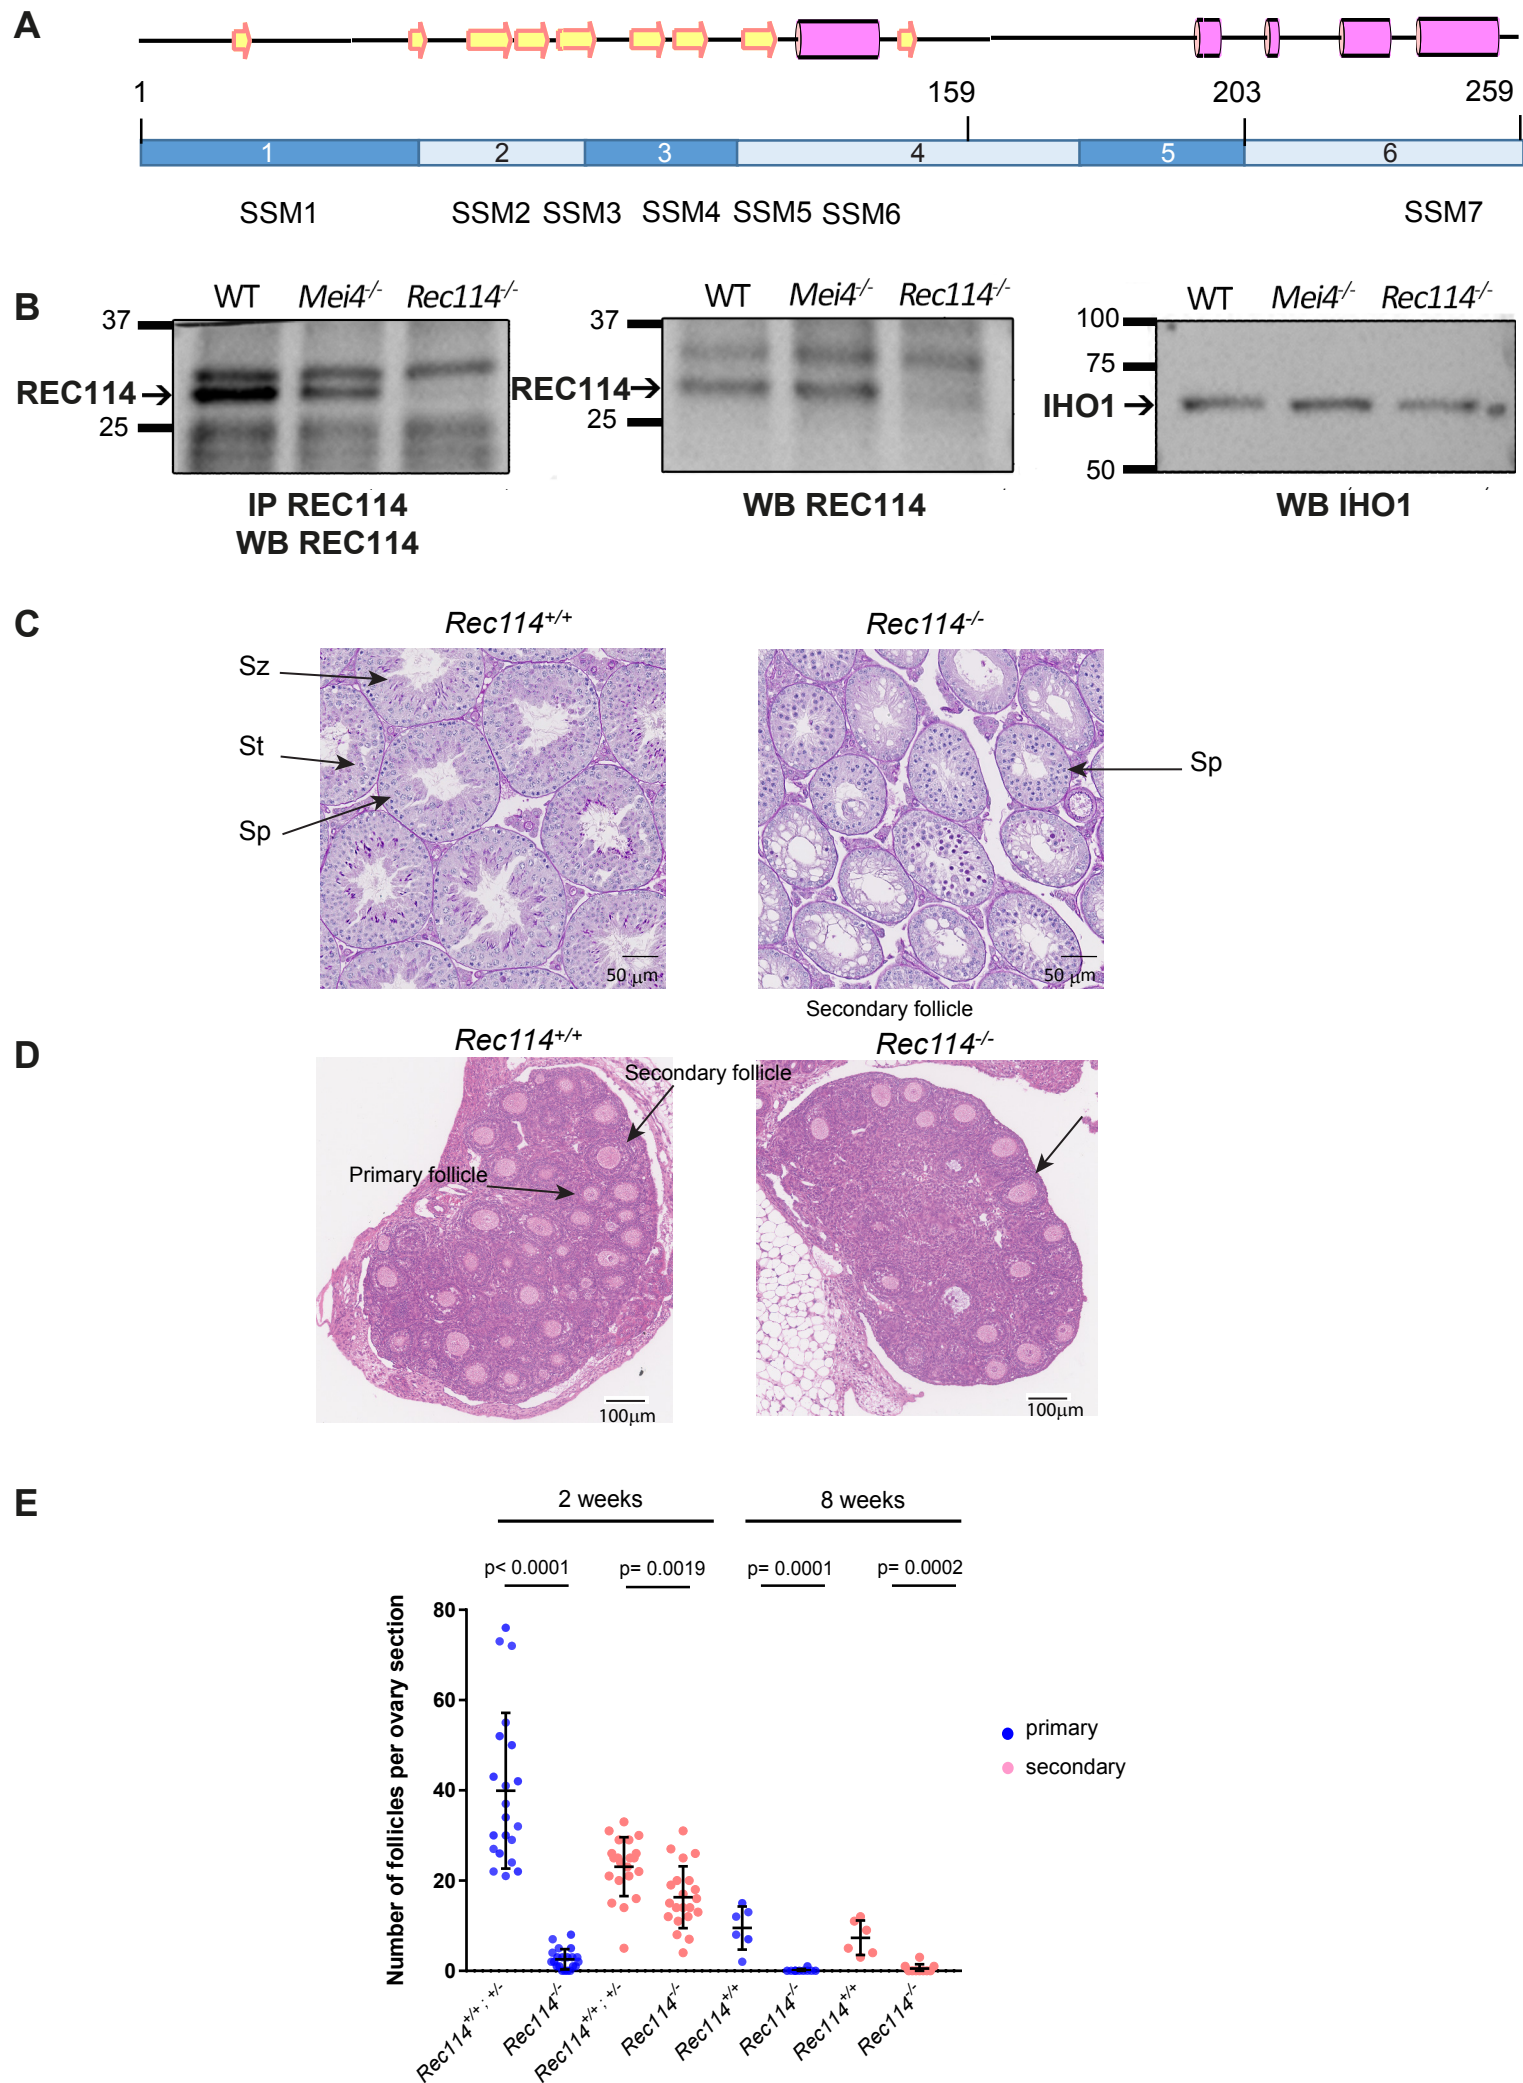 A
1 159 203 259
1 2 3 4 5 6
SSM1 SSM2 SSM3 SSM4 SSM5 SSM6 SSM7
B
WT Mei4-/- Rec114-/-
37
REC114
25
IP REC114
WB REC114
WT Mei4-/- Rec114-/-
37
REC114
25
WB REC114
WT Mei4-/- Rec114-/-
100
75
IHO1
50
WB IHO1
C
Rec114+/+
Sz
St
Sp
50 µm
Rec114-/-
Sp
50 µm
D
Rec114+/+
Secondary follicle
Primary follicle
100µm
Secondary follicle
Rec114-/-
100µm
E
2 weeks 8 weeks
p< 0.0001 p= 0.0019 p= 0.0001 p= 0.0002
Number of follicles per ovary section
80
60
40
20
0
primary
secondary
Rec114+/+ ; +/-
Rec114-/-
Rec114+/+ ; +/-
Rec114-/-
Rec114+/+
Rec114-/-
Rec114+/+
Rec114-/-